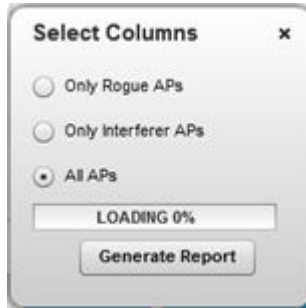 Select Columns ×
Only Rogue APs
Only Interferer APs
All APs
LOADING 0%
Generate Report